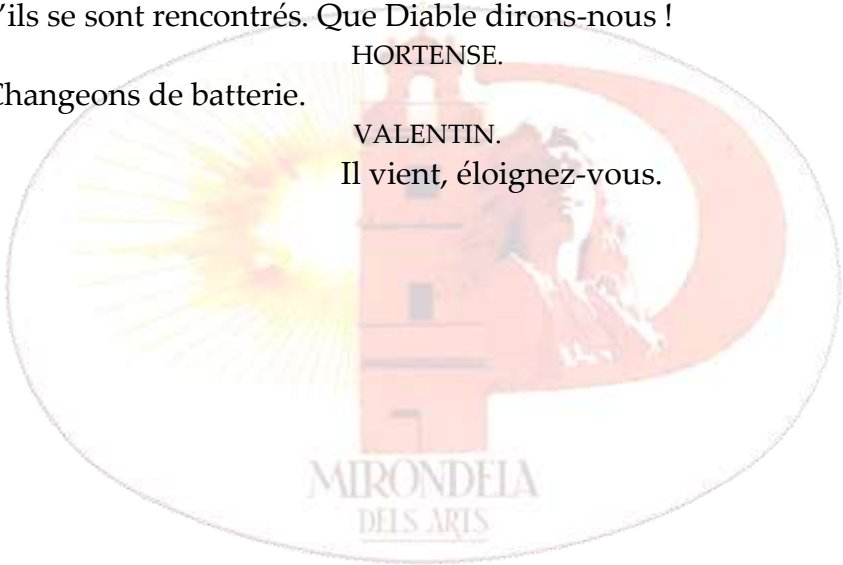 ’ils se sont rencontrés. Que Diable dirons-nous !
HORTENSE.
Changeons de batterie.
VALENTIN.
Il vient, éloignez-vous.
MIRONDELA
DELS ARTS